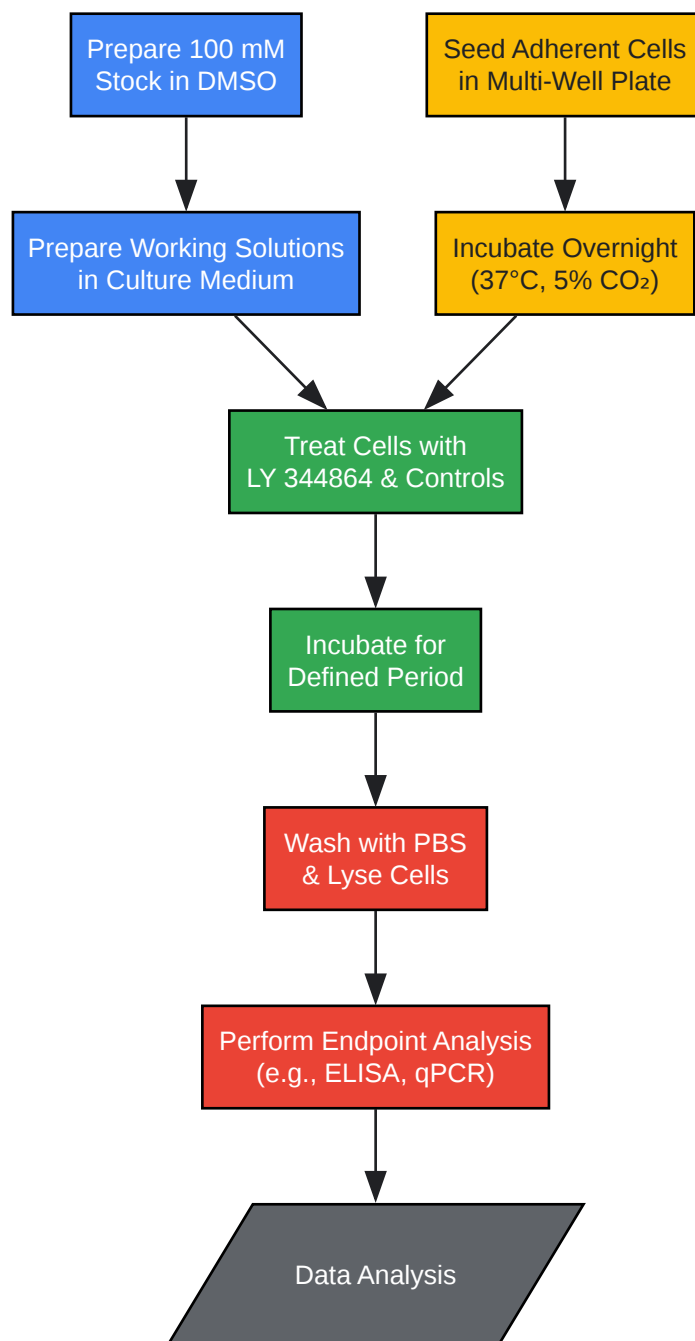 Prepare 100 mM
Stock in DMSO
Seed Adherent Cells
in Multi-Well Plate
Prepare Working Solutions
in Culture Medium
Incubate Overnight
(37°C, 5% CO₂)
Treat Cells with
LY 344864 & Controls
Incubate for
Defined Period
Wash with PBS
& Lyse Cells
Perform Endpoint Analysis
(e.g., ELISA, qPCR)
Data Analysis